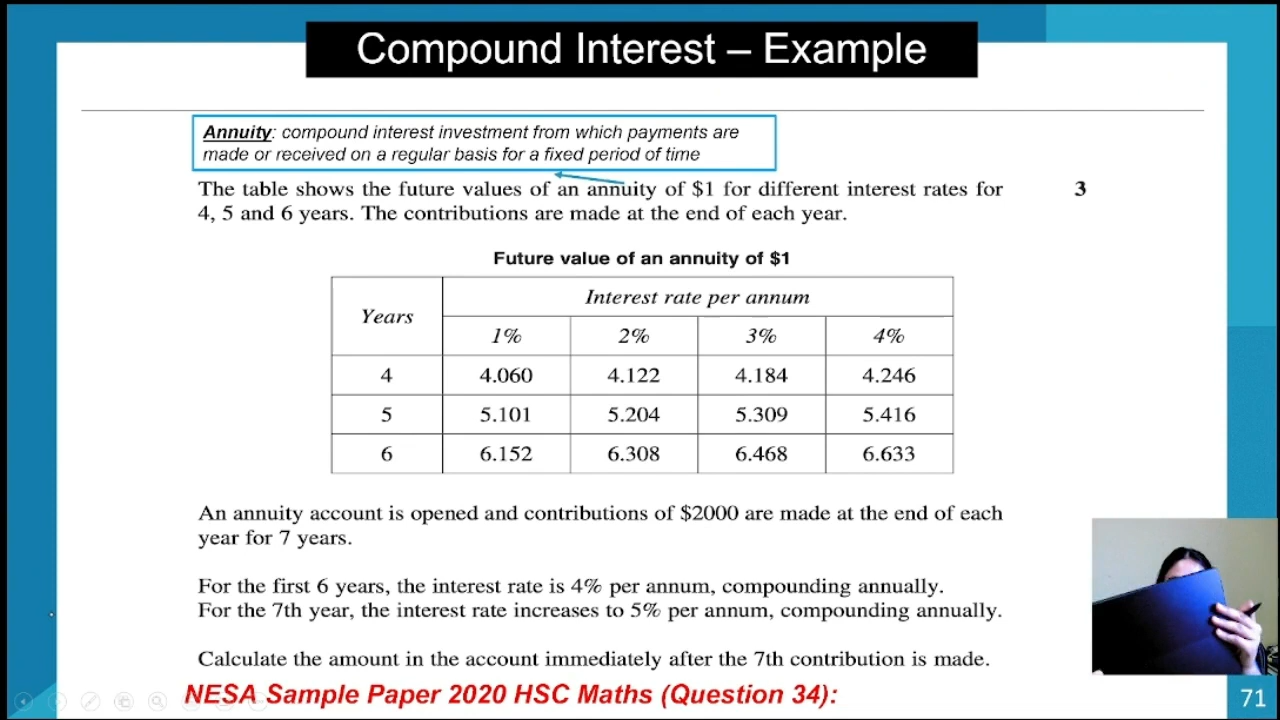 Compound Interest – Example
Annuity: compound interest investment from which payments are
made or received on a regular basis for a fixed period of time
The table shows the future values of an annuity of $1 for different interest rates for
3
4, 5 and 6 years. The contributions are made at the end of each year.
Future value of an annuity of $1
Years
Interest rate per annum
1% 2% 3% 4%
4 4.060 4.122 4.184 4.246
5 5.101 5.204 5.309 5.416
6 6.152 6.308 6.468 6.633
An annuity account is opened and contributions of $2000 are made at the end of each
year for 7 years.
For the first 6 years, the interest rate is 4% per annum, compounding annually.
For the 7th year, the interest rate increases to 5% per annum, compounding annually.
Calculate the amount in the account immediately after the 7th contribution is made.
NESA Sample Paper 2020 HSC Maths (Question 34):
71